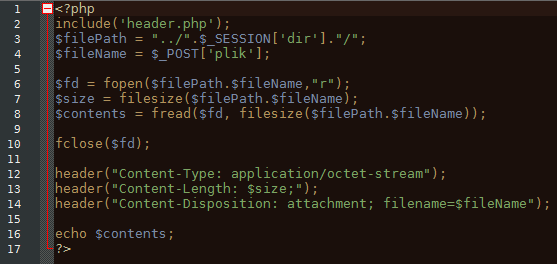 1 <?php
2 include('header.php');
3 $filePath = "../".$_SESSION['dir']."/";
4 $fileName = $_POST['plik'];
5
6 $fd = fopen($filePath.$fileName,"r");
7 $size = filesize($filePath.$fileName);
8 $contents = fread($fd, filesize($filePath.$fileName));
9
10 fclose($fd);
11
12 header("Content-Type: application/octet-stream");
13 header("Content-Length: $size;");
14 header("Content-Disposition: attachment; filename=$fileName");
15
16 echo $contents;
17 ?>